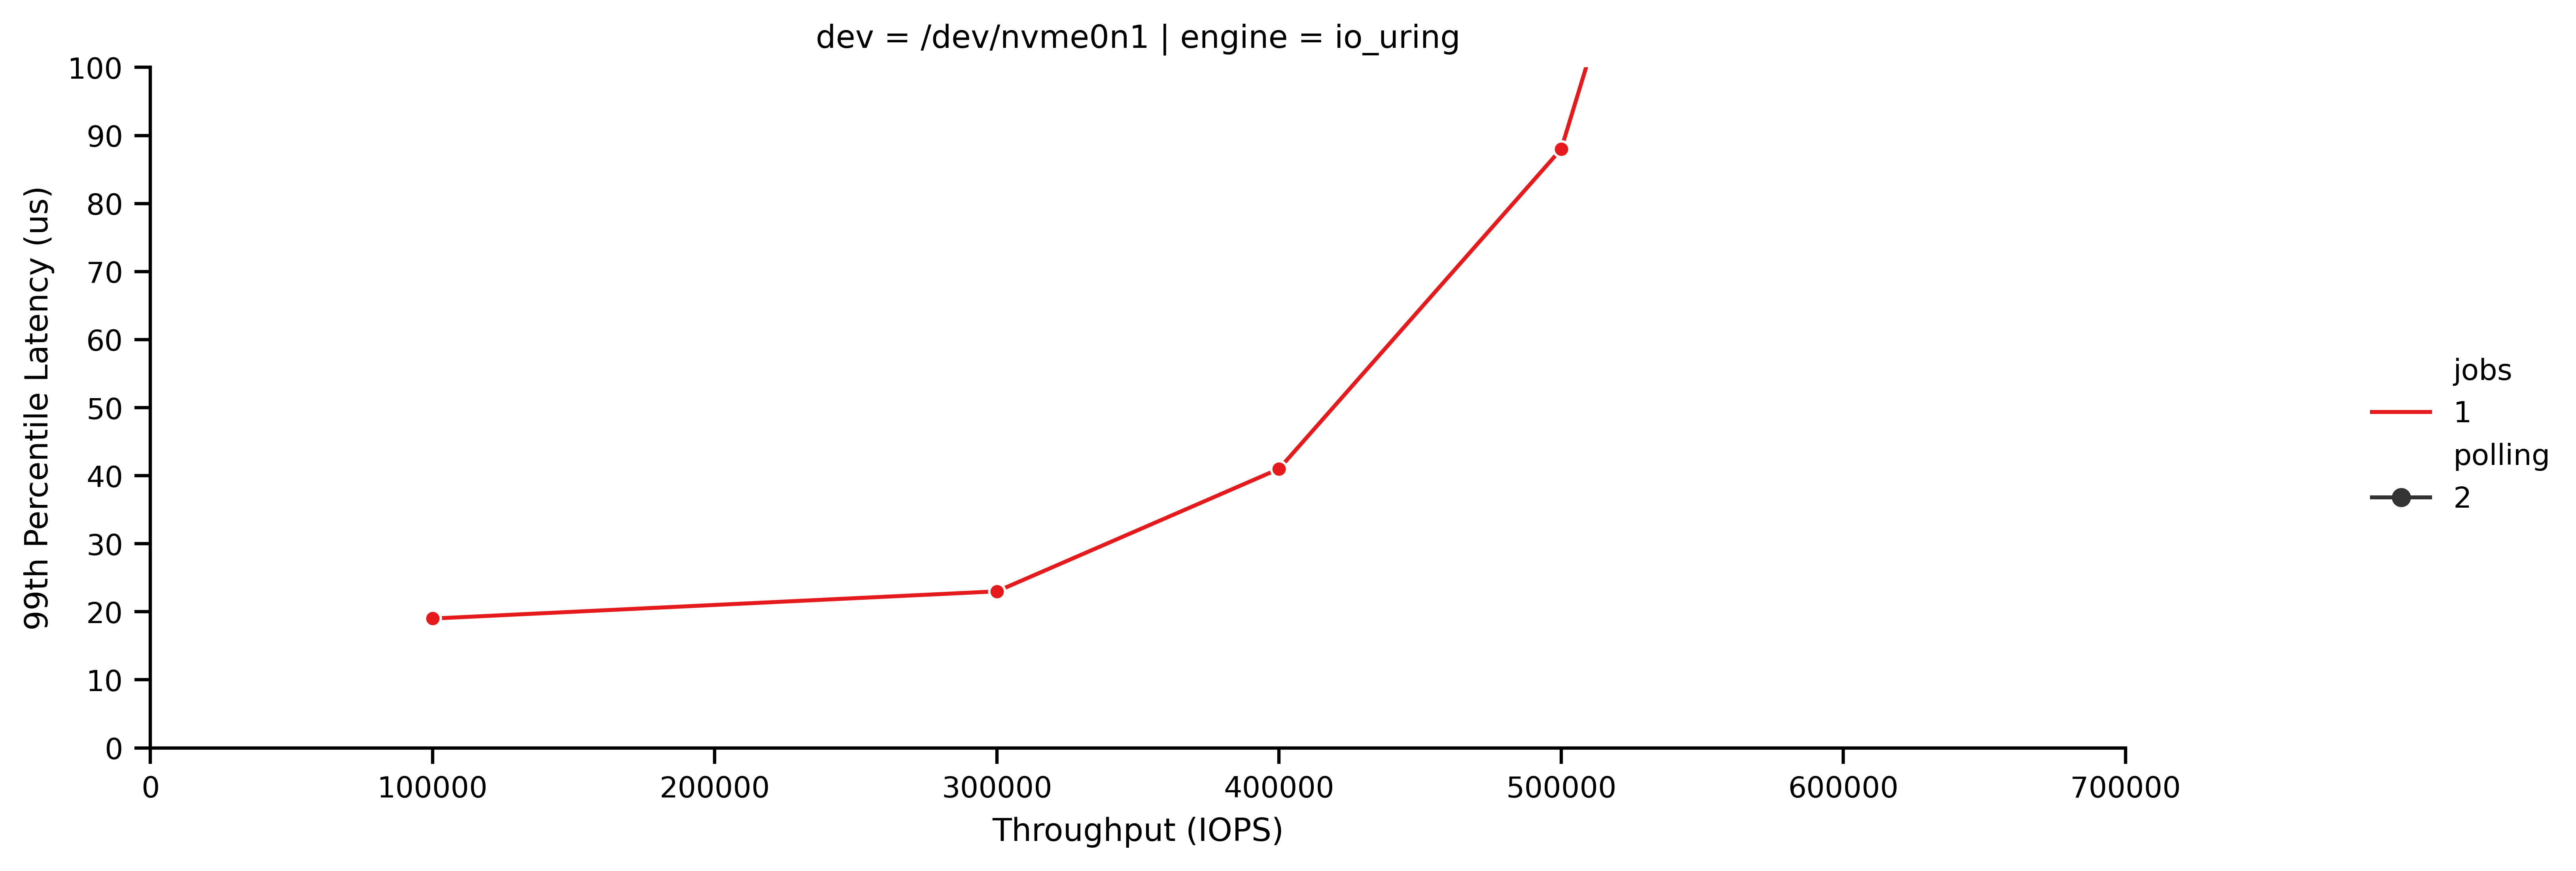 dev = /dev/nvme0n1 | engine = io_uring
99th Percentile Latency (us)
100
90
80
70
60
50
40
30
20
10
0
0 100000 200000 300000 400000 500000 600000 700000
Throughput (IOPS)
jobs
1
polling
2